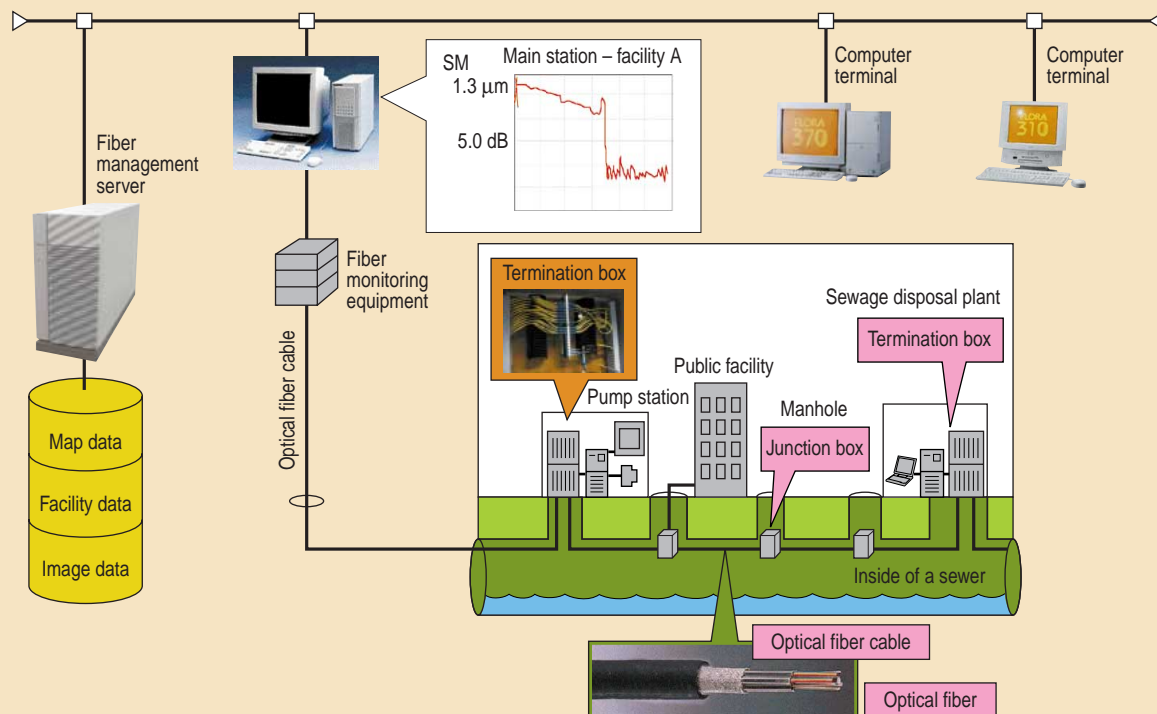 Main station – facility A
SM
1.3 μm
5.0 dB
Computer
terminal
Computer
terminal
FLORA
370
FLORA
310
Fiber
management
server
Fiber
monitoring
equipment
Optical fiber cable
Map data
Facility data
Image data
Termination box
Pump station
Public facility
Manhole
Junction box
Sewage disposal plant
Termination box
Inside of a sewer
Optical fiber cable
Optical fiber